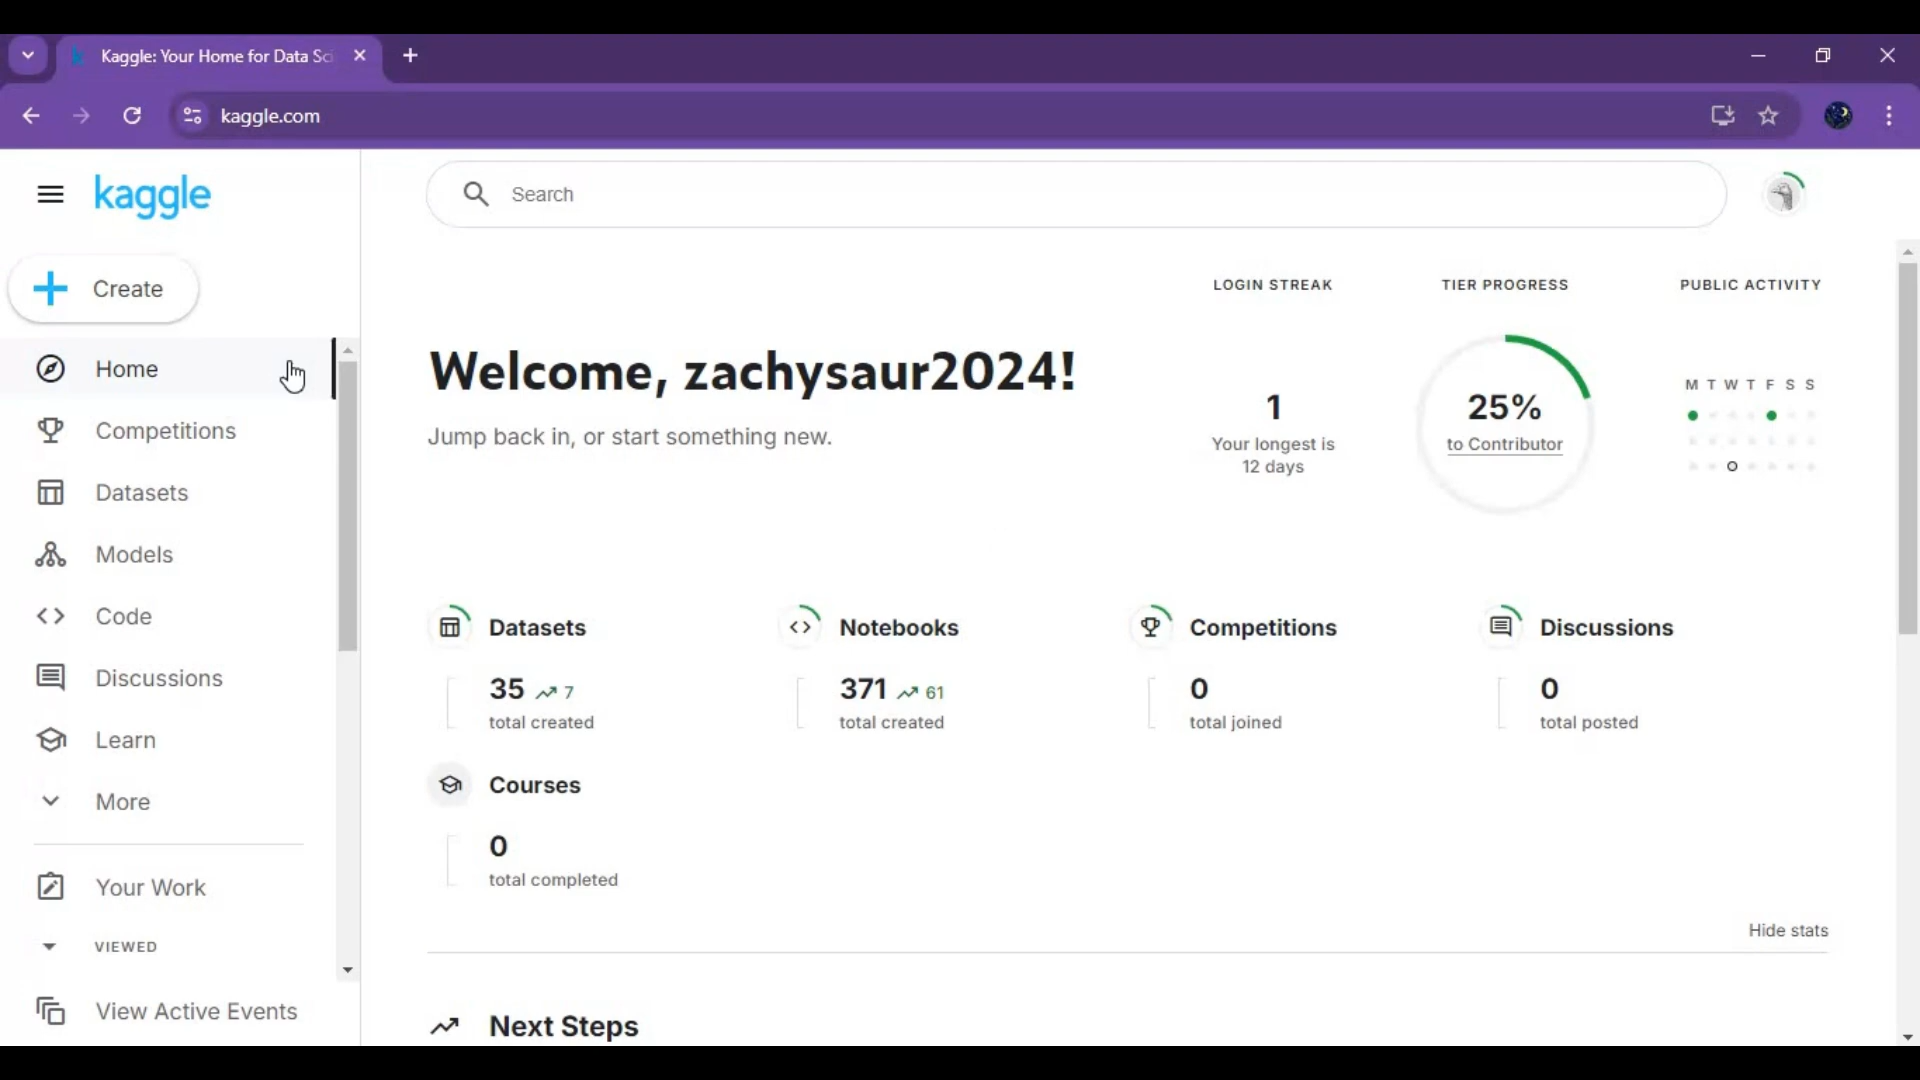 Kaggle: Your Home for Data Sci
kaggle.com
kaggle
Search
Create
Home
Competitions
Datasets
Models
Code
Discussions
Learn
More
Your Work
VIEWED
View Active Events
Welcome, zachysaur2024!
Jump back in, or start something new.
LOGIN STREAK
1
Your longest is
12 days
TIER PROGRESS
25%
to Contributor
PUBLIC ACTIVITY
M T W T F S S
Datasets
35 7
total created
Notebooks
371 61
total created
Competitions
0
total joined
Discussions
0
total posted
Courses
0
total completed
Hide stats
Next Steps